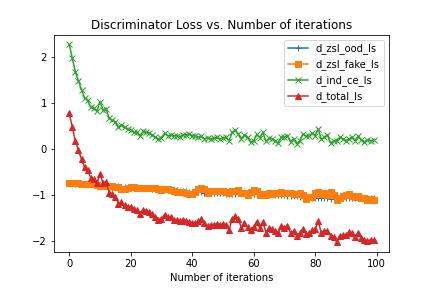 Discriminator Loss vs. Number of iterations
d_zsl_ood_ls
d_zsl_fake_ls
d_ind_ce_ls
d_total_ls
2
1
0
−1
−2
0 20 40 60 80 100
Number of iterations